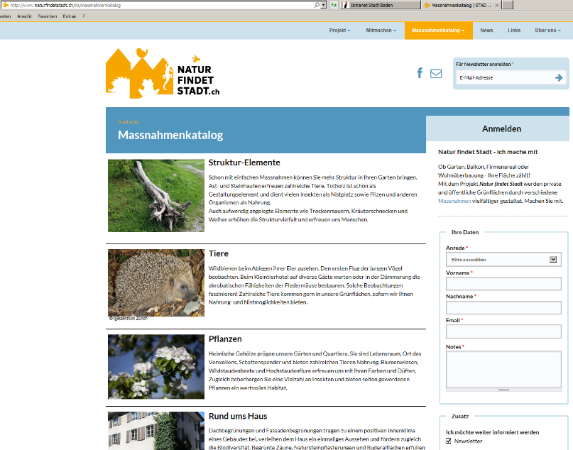 http://www.naturfindetstadt.ch/de/massnahmenkatalog
Intranet Stadt Baden
Massnahmenkatalog | STAD...
Ansicht Favoriten Extras ?
Projekt
Mitmachen
Massnahmenkatalog
News
Links
Über uns
NATUR
FINDET
STADT.ch
Für Newsletter anmelden *
E-Mail-Adresse
Startseite
Massnahmenkatalog
Struktur-Elemente
Schon mit einfachen Massnahmen können Sie mehr Struktur in Ihren Garten bringen.
Ast- und Steinhaufen erfreuen zahlreiche Tiere. Totholz ist schön als
Gestaltungselement und dient vielen Insekten als Nistplatz sowie Pilzen und anderen
Organismen als Nahrung.
Auch aufwendig angelegte Elemente wie Trockenmauern, Kräuterschnecken und
Weiher erhöhen die Strukturvielfalt und erfreuen uns Menschen.
Tiere
Wildbienen beim Ablegen ihrer Eier zusehen. Den ersten Flug der jungen Vögel
beobachten. Beim Kleintierhotel auf diverse Gäste warten oder in der Dämmerung die
akrobatischen Fähigkeiten der Fledermäuse bestaunen. Solche Beobachtungen
faszinieren! Zahlreiche Tiere kommen gern in unsere Grünflächen, sofern wir ihnen
Nahrung- und Nistmöglichkeiten bieten.
Igelzentrum Zürich
Pflanzen
Heimische Gehölze prägen unsere Gärten und Quartiere. Sie sind Lebensraum, Ort des
Verweilens, Schattenspender und bieten zahlreichen Tieren Nahrung. Blumenwiesen,
Wildstaudenbeete und Hochstaudenflure erfreuen uns mit ihren Farben und Düften.
Zugleich beherbergen Sie eine Vielzahl an Insekten und bieten selten gewordenen
Pflanzen ein wertvolles Habitat.
Rund ums Haus
Dachbegrünungen und Fassadenbegrünungen tragen zu einem positiven Innenklima
eines Gebäudes bei, verleihen dem Haus ein einmaliges Aussehen und fördern zugleich
die Biodiversität. Begrünte Zäune, Natursteinpflästerungen und Ruderalflächen erfüllen
Anmelden
Natur findet Stadt - ich mache mit
Ob Garten, Balkon, Firmenareal oder
Wohnüberbauung - Ihre Fläche zählt!
Mit dem Projekt Natur findet Stadt werden private
und öffentliche Grünflächen durch verschiedene
Massnahmen vielfältiger gestaltet. Machen Sie mit.
Ihre Daten
Anrede *
Bitte auswählen
Vorname *
Nachname *
Email *
Notes *
Zusatz
Ich möchte weiter informiert werden
Newsletter